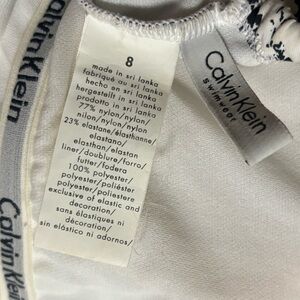 8
made in sri lanka
fabriqué au sri lanka
hecho en sri lanka
hergestellt in sri lanka
prodotto in sri lanka
77% nylon/nylon/
nilon/nylon/nylon
23% elastane/élasthanne/
elastano/
elasthan/elastan
liner/doublure/forro/
futter/fodera
100% polyester/
polyester/poliéster
polyester/poliestere
exclusive of elastic and
decoration/
sans élastiques ni
décoration/
sin elástico ni adornos/
Calvin Klein
swimwear
Calvin Klein
Calvin Klein